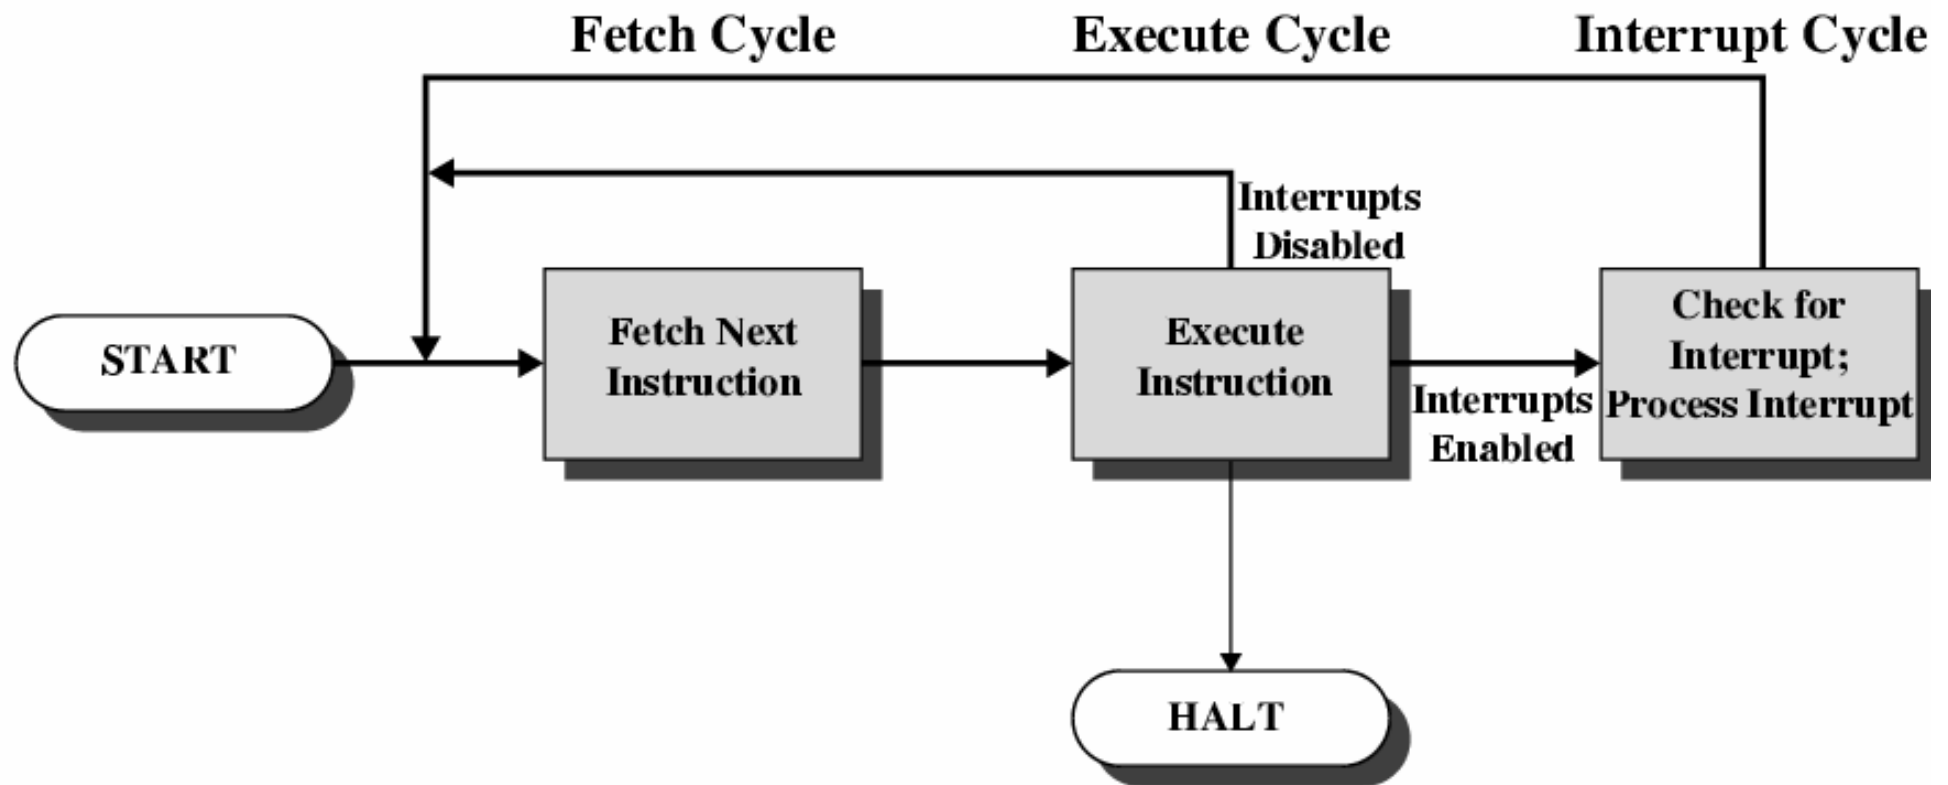 Fetch Cycle
Execute Cycle
Interrupt Cycle
Interrupts
Disabled
START
Fetch Next
Instruction
Execute
Instruction
Interrupts
Enabled
Check for
Interrupt;
Process Interrupt
HALT